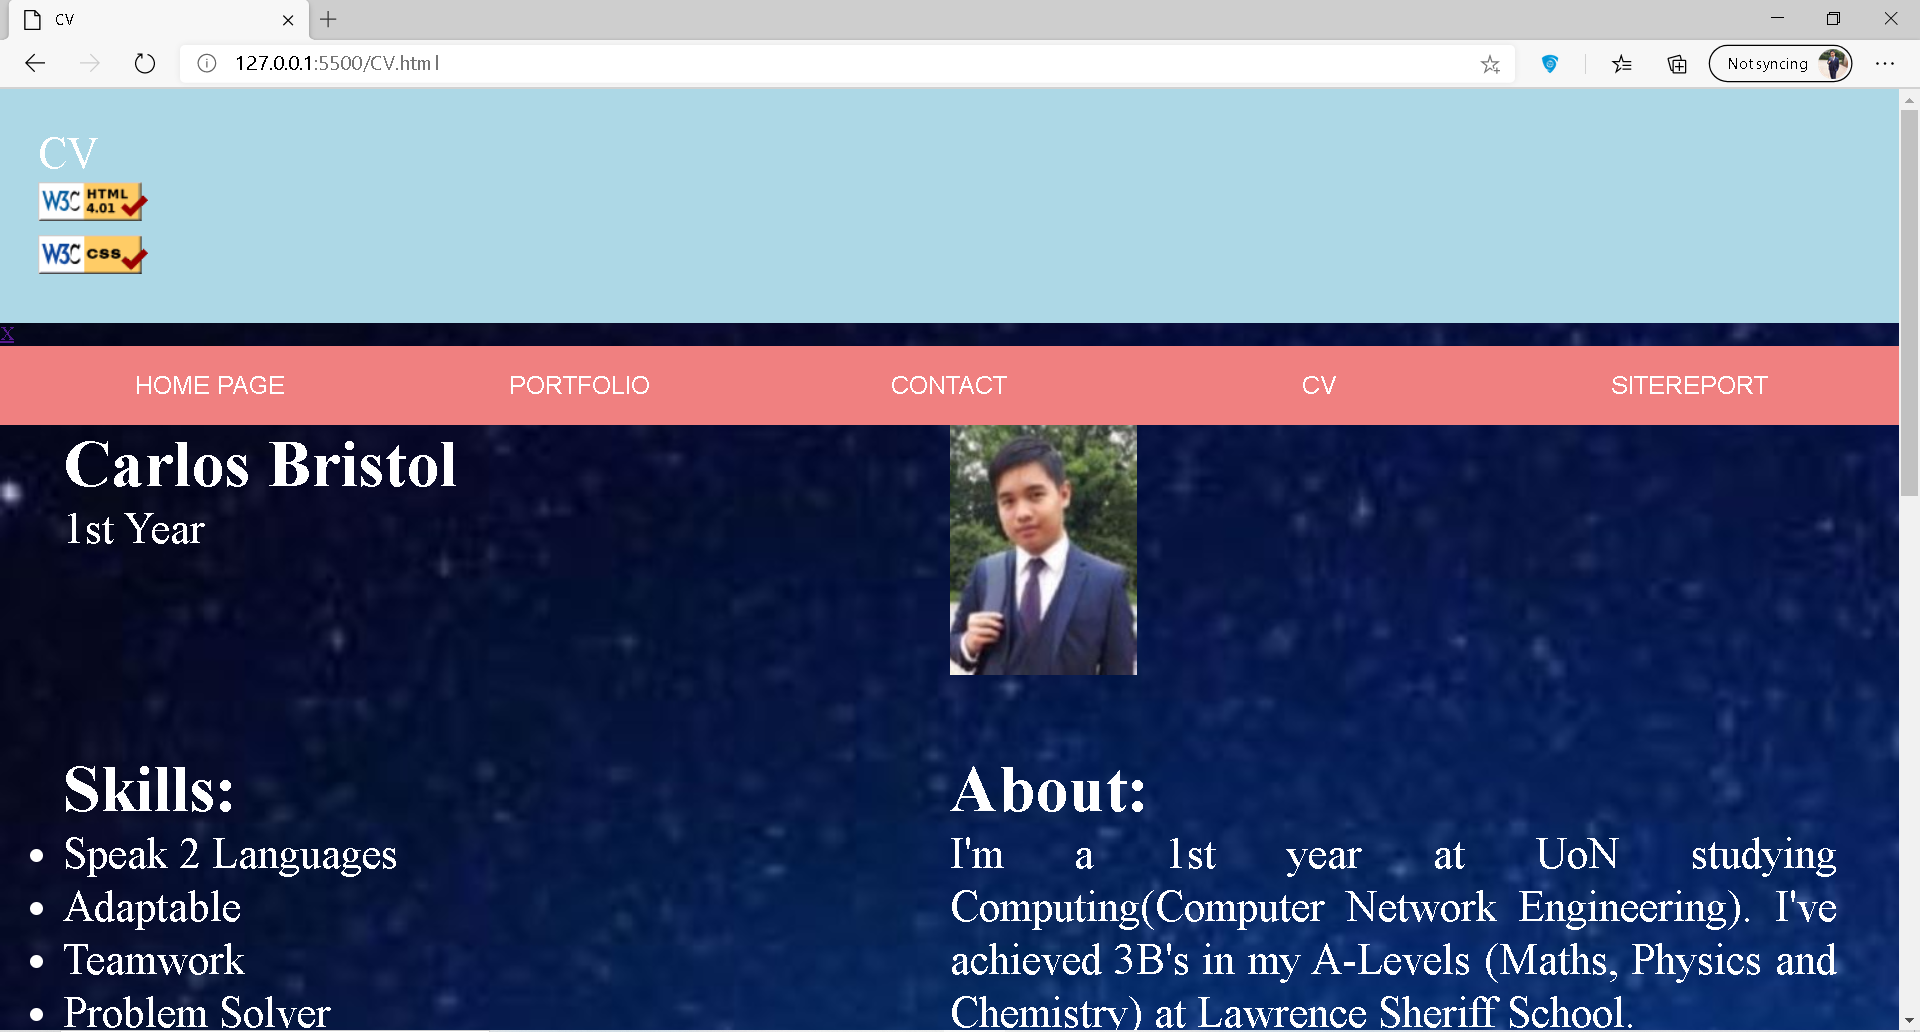 CV
127.0.0.1:5500/CV.html
Not syncing
CV
W3C HTML 4.01
W3C css
X
HOME PAGE PORTFOLIO CONTACT CV SITEREPORT
Carlos Bristol
1st Year
Skills:
• Speak 2 Languages
• Adaptable
• Teamwork
• Problem Solver
About:
I'm a 1st year at UoN studying
Computing(Computer Network Engineering). I've
achieved 3B's in my A-Levels (Maths, Physics and
Chemistry) at Lawrence Sheriff School.